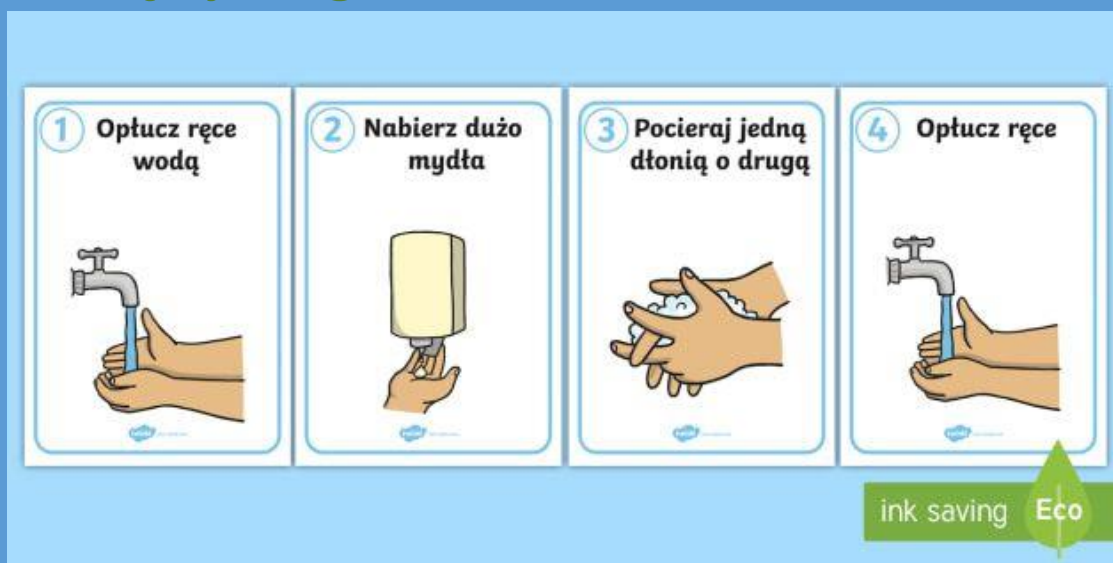 1 Opłucz ręce
wodą
2 Nabierz dużo
mydła
3 Pocieraj jedną
dłonią o drugą
4 Opłucz ręce
ink saving Eco